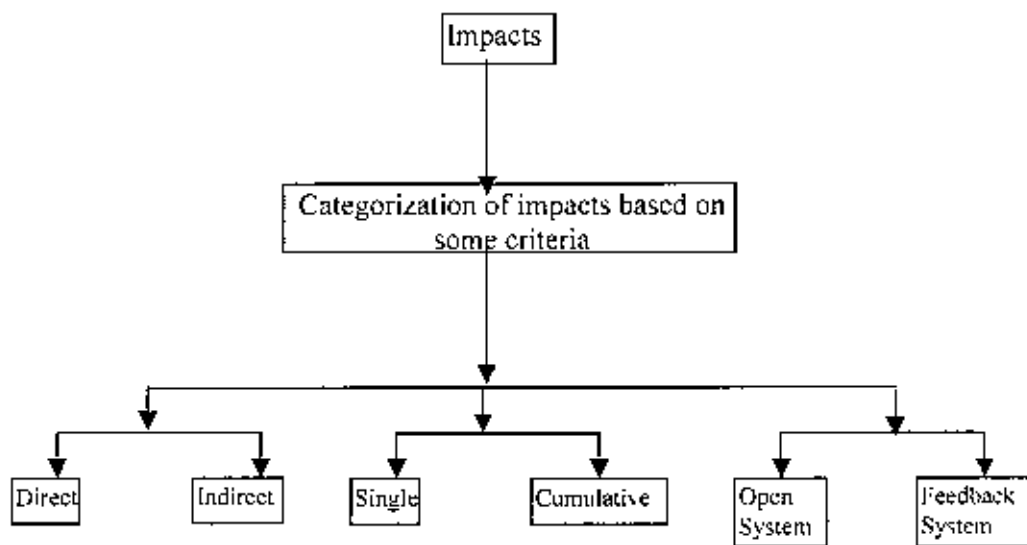 Impacts
Categorization of impacts based on
some criteria
Direct
Indirect
Single
Cumulative
Open
System
Feedback
System